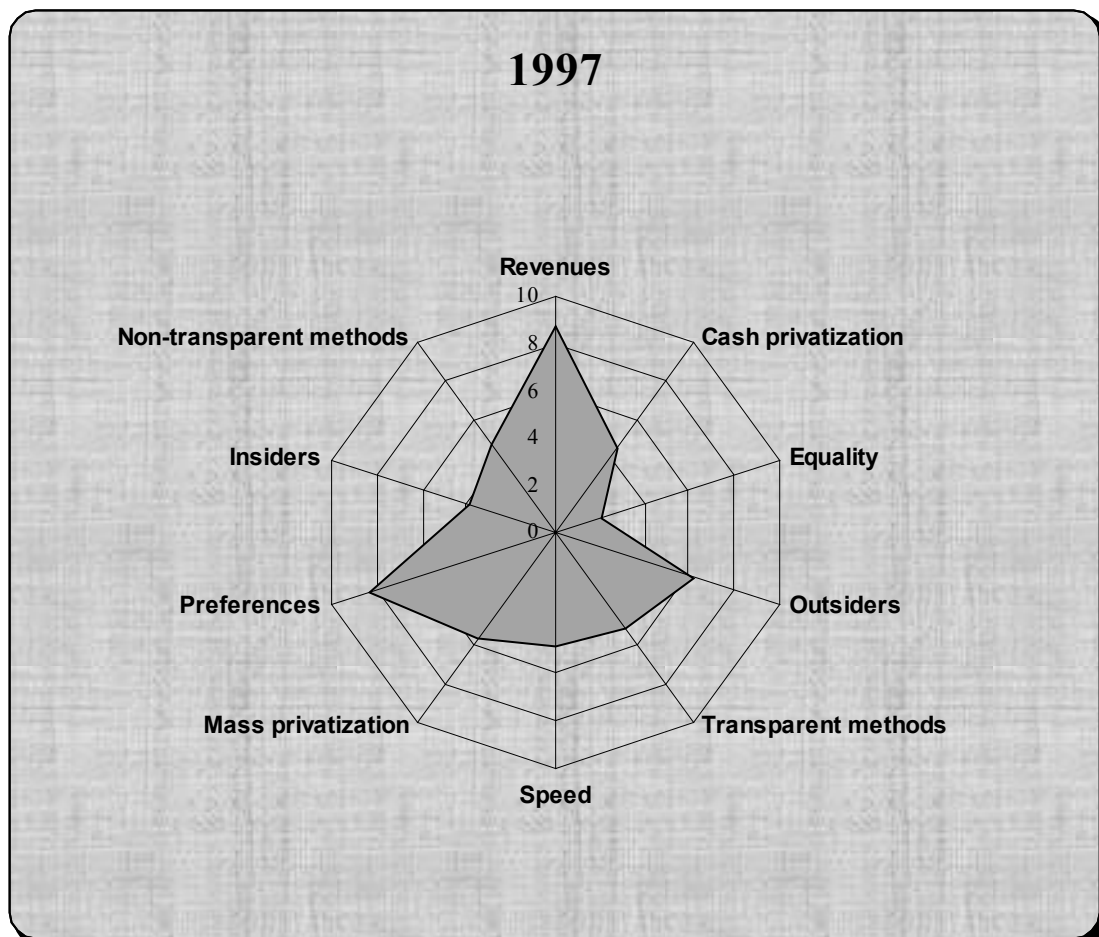 1997
Revenues
10
Non-transparent methods
Cash privatization
8
6
Insiders
Equality
4
2
0
Preferences
Outsiders
Mass privatization
Transparent methods
Speed